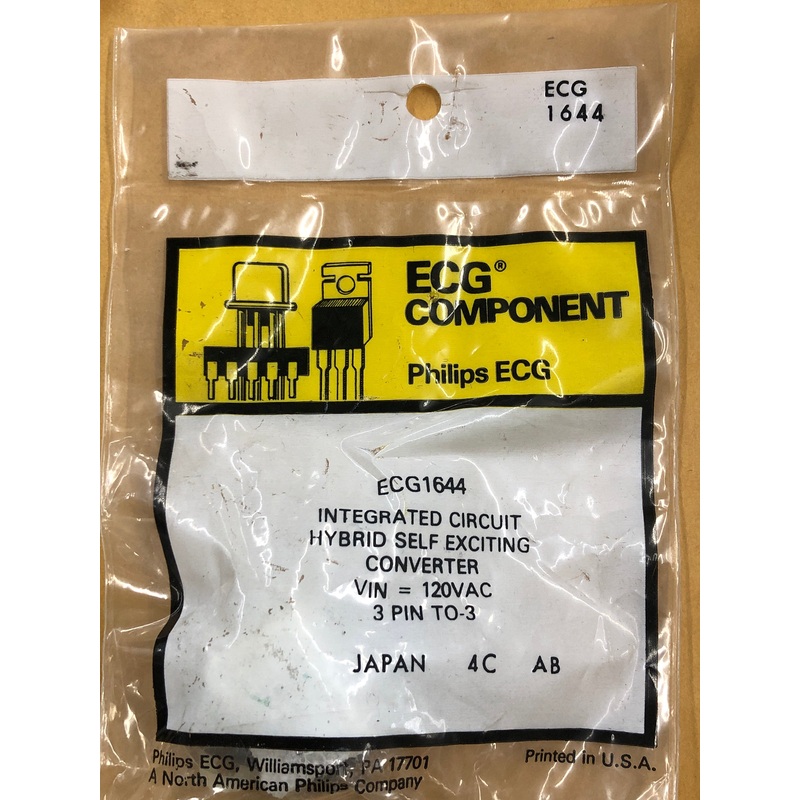 ECG
1644
ECG®
COMPONENT
Philips ECG
ECG1644
INTEGRATED CIRCUIT
HYBRID SELF EXCITING
CONVERTER
VIN = 120VAC
3 PIN TO-3
JAPAN 4C AB
Philips ECG, Williamsport, PA 17701
A North American Philips Company
Printed in U.S.A.